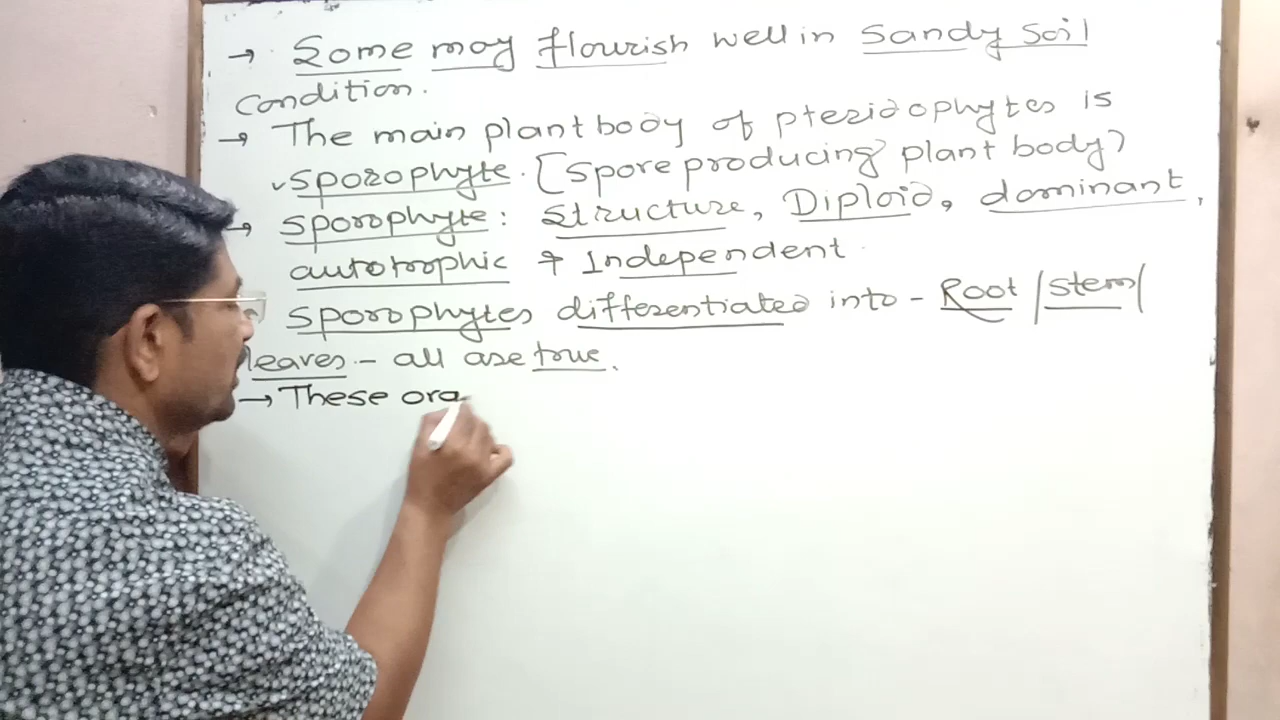 → Some may flourish well in Sandy Soil
condition.
→ The main plant body of pteridophytes is
✓ sporophyte. [Spore producing plant body)
→ sporophyte: Structure, Diploid, dominant,
autotrophic & Independent
sporophytes differentiated into - Root / stem /
leaves - all are true.
→ These org